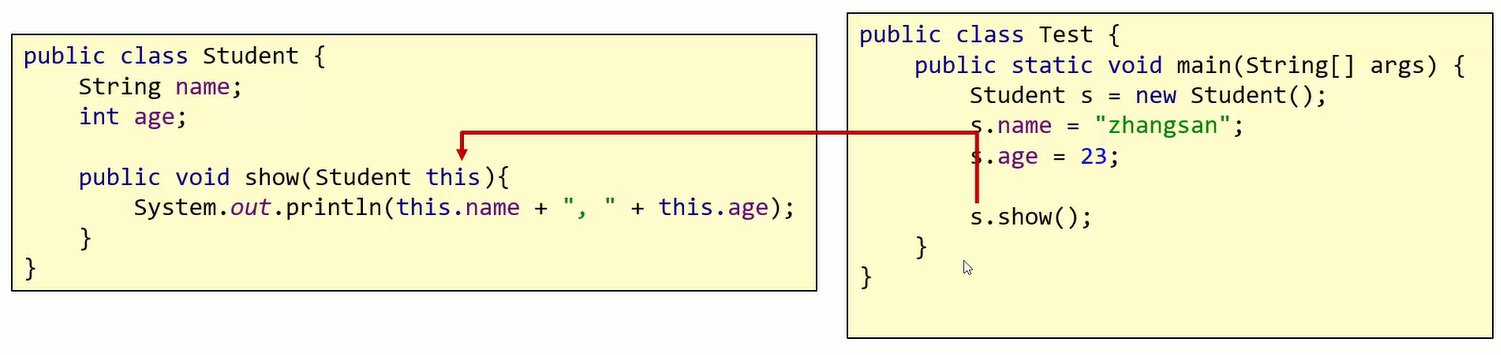 public class Student {
    String name;
    int age;

    public void show(Student this){
        System.out.println(this.name + ", " + this.age);
    }
}
public class Test {
    public static void main(String[] args) {
        Student s = new Student();
        s.name = "zhangsan";
        s.age = 23;

        s.show();
    }
}